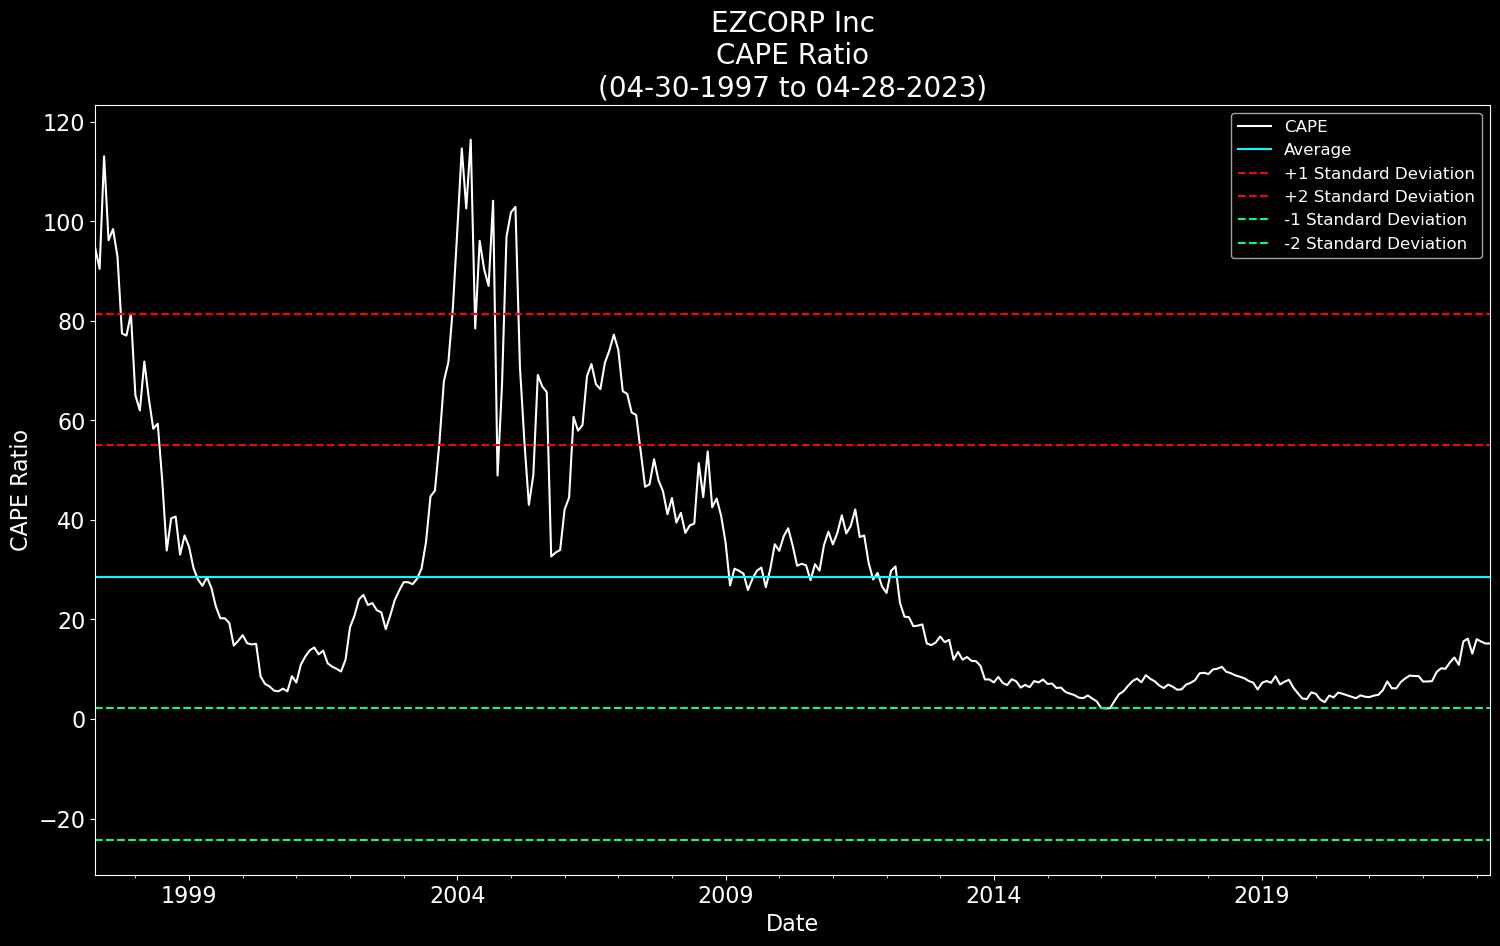 EZCORP Inc
CAPE Ratio
(04-30-1997 to 04-28-2023)
CAPE
Average
+1 Standard Deviation
+2 Standard Deviation
-1 Standard Deviation
-2 Standard Deviation
CAPE Ratio
120
100
80
60
40
20
0
−20
1999 2004 2009 2014 2019
Date